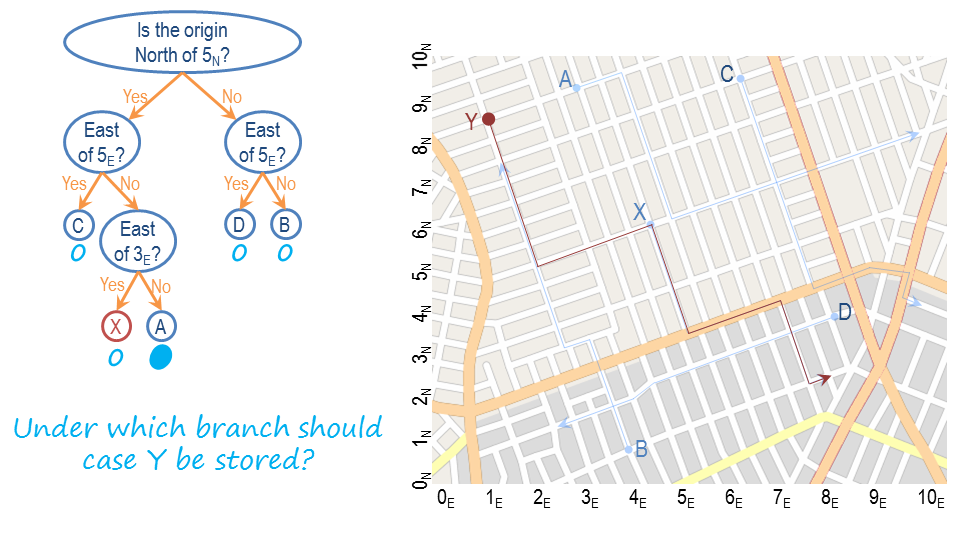 Is the origin
North of 5N?
Yes
No
East
of 5E?
East
of 5E?
Yes
No
Yes
No
C
East
of 3E?
D
B
Yes
No
X
A
Under which branch should
case Y be stored?
10N
9N
8N
7N
6N
5N
4N
3N
2N
1N
0N
A
C
Y
X
D
B
0E
1E
2E
3E
4E
5E
6E
7E
8E
9E
10E